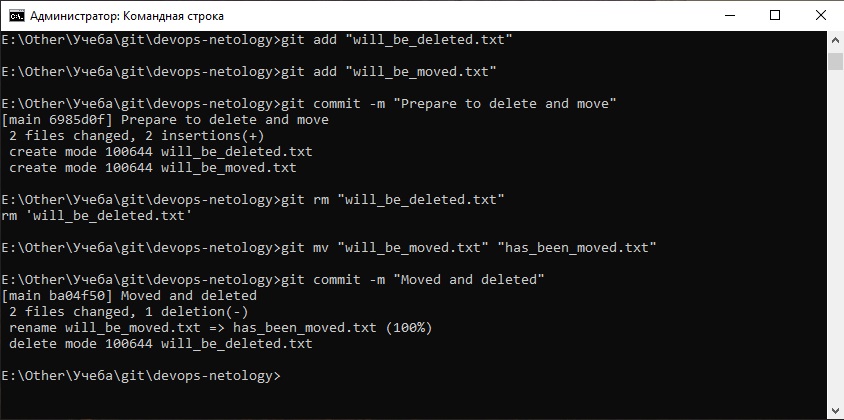 Администратор: Командная строка
E:\Other\Учеба\git\devops-netology>git add "will_be_deleted.txt"
E:\Other\Учеба\git\devops-netology>git add "will_be_moved.txt"
E:\Other\Учеба\git\devops-netology>git commit -m "Prepare to delete and move"
[main 6985d0f] Prepare to delete and move
 2 files changed, 2 insertions(+)
 create mode 100644 will_be_deleted.txt
 create mode 100644 will_be_moved.txt
E:\Other\Учеба\git\devops-netology>git rm "will_be_deleted.txt"
rm 'will_be_deleted.txt'
E:\Other\Учеба\git\devops-netology>git mv "will_be_moved.txt" "has_been_moved.txt"
E:\Other\Учеба\git\devops-netology>git commit -m "Moved and deleted"
[main ba04f50] Moved and deleted
 2 files changed, 1 deletion(-)
 rename will_be_moved.txt => has_been_moved.txt (100%)
 delete mode 100644 will_be_deleted.txt
E:\Other\Учеба\git\devops-netology>